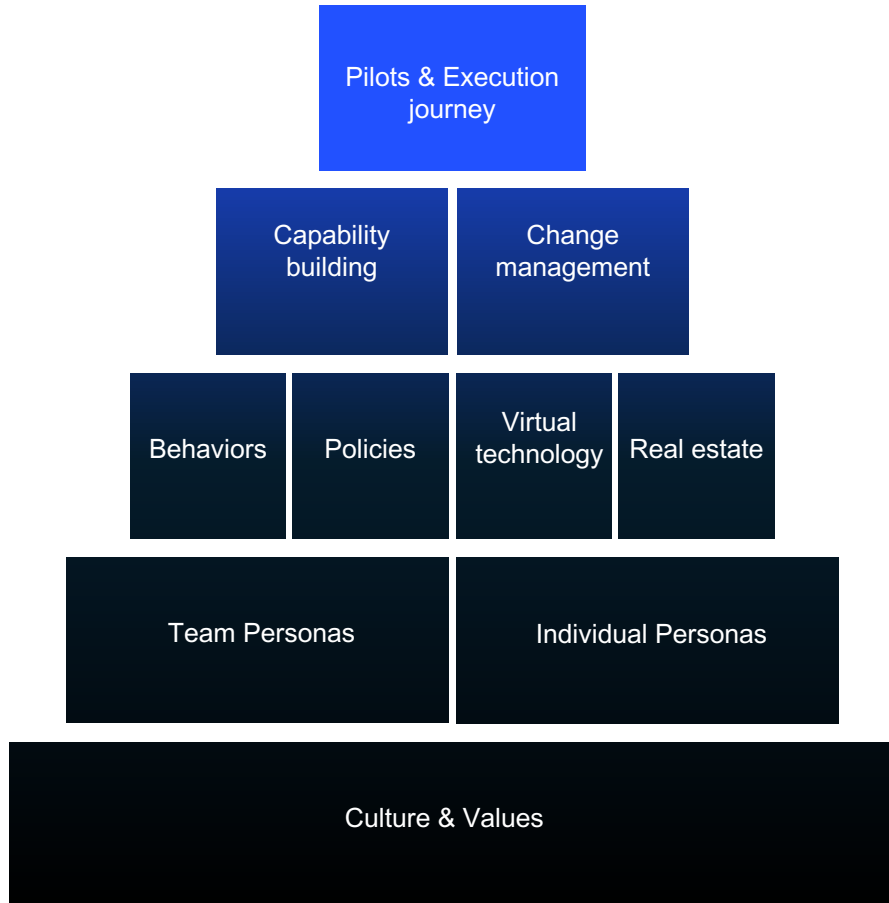 Pilots & Execution
journey
Capability
building
Change
management
Behaviors
Policies
Virtual
technology
Real estate
Team Personas
Individual Personas
Culture & Values